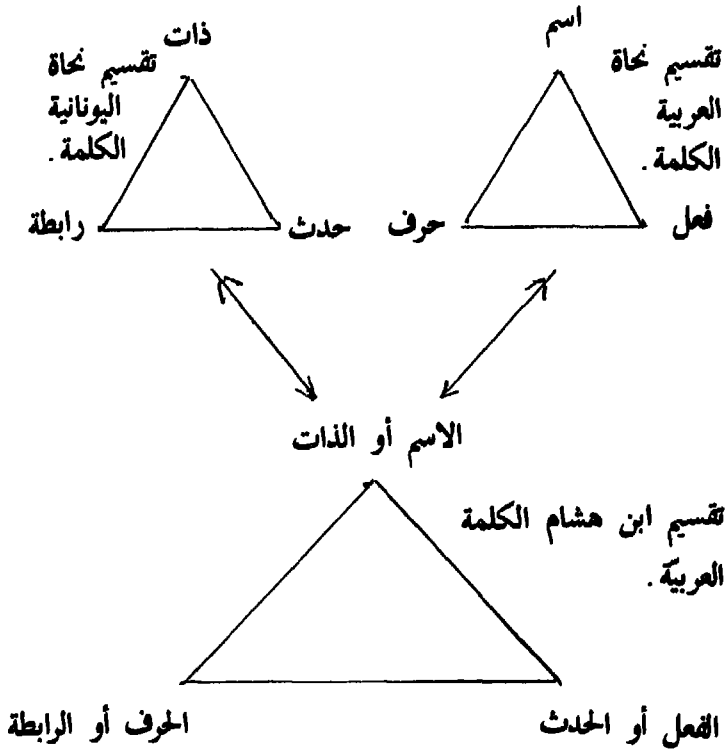 اسم
تقسيم نحاة
العربية
الكلمة.
فعل
حرف
ذات
تقسيم نحاة
اليونانية
الكلمة.
حدث
رابطة
الاسم أو الذات
تقسيم ابن هشام الكلمة
العربيّة.
الفعل أو الحدث
الحرف أو الرابطة